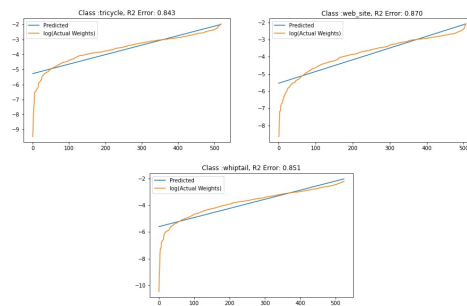 Class :tricycle, R2 Error: 0.843
Predicted
log(Actual Weights)
−2
−3
−4
−5
−6
−7
−8
−9
0 100 200 300 400 500
Class :web_site, R2 Error: 0.870
Predicted
log(Actual Weights)
−2
−3
−4
−5
−6
−7
−8
0 100 200 300 400 500
Class :whiptail, R2 Error: 0.851
Predicted
log(Actual Weights)
−2
−4
−6
−8
−10
0 100 200 300 400 500